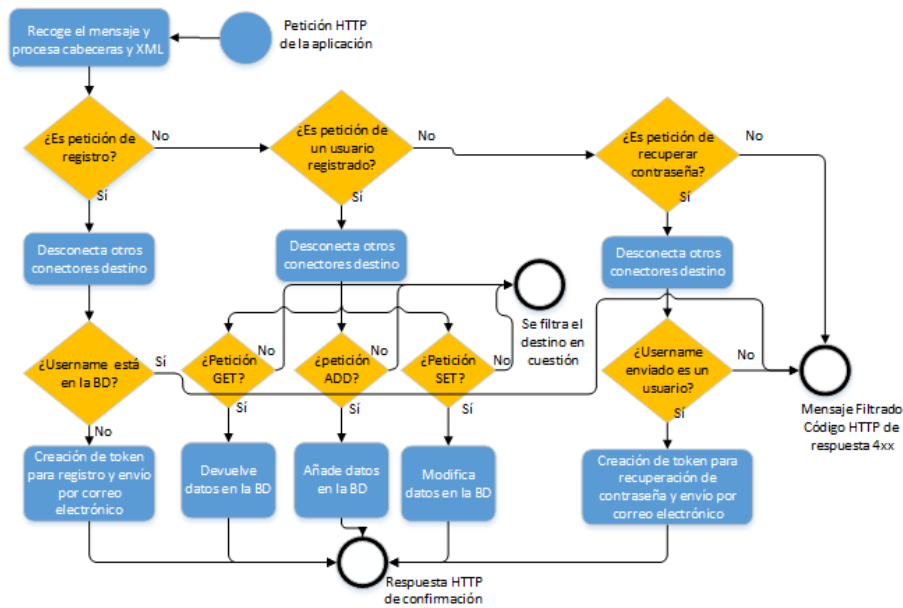 Recoge el mensaje y
procesa cabeceras y XML
Petición HTTP
de la aplicación
¿Es petición de
registro?
No
Sí
¿Es petición de
un usuario
registrado?
No
Sí
¿Es petición de
recuperar
contraseña?
No
Sí
Desconecta otros
conectores destino
Desconecta otros
conectores destino
Desconecta otros
conectores destino
Se filtra el
destino en
cuestión
¿Username está
en la BD?
Sí
No
¿Petición
GET?
No
Sí
¿petición
ADD?
No
Sí
¿Petición
SET?
No
Sí
¿Username
enviado es un
usuario?
No
Sí
Mensaje Filtrado
Código HTTP de
respuesta 4xx
Creación de token
para registro y envío
por correo
electrónico
Devuelve
datos en la BD
Añade datos
en la BD
Modifica
datos en la BD
Creación de token para
recuperación de
contraseña y envío por
correo electrónico
Respuesta HTTP
de confirmación